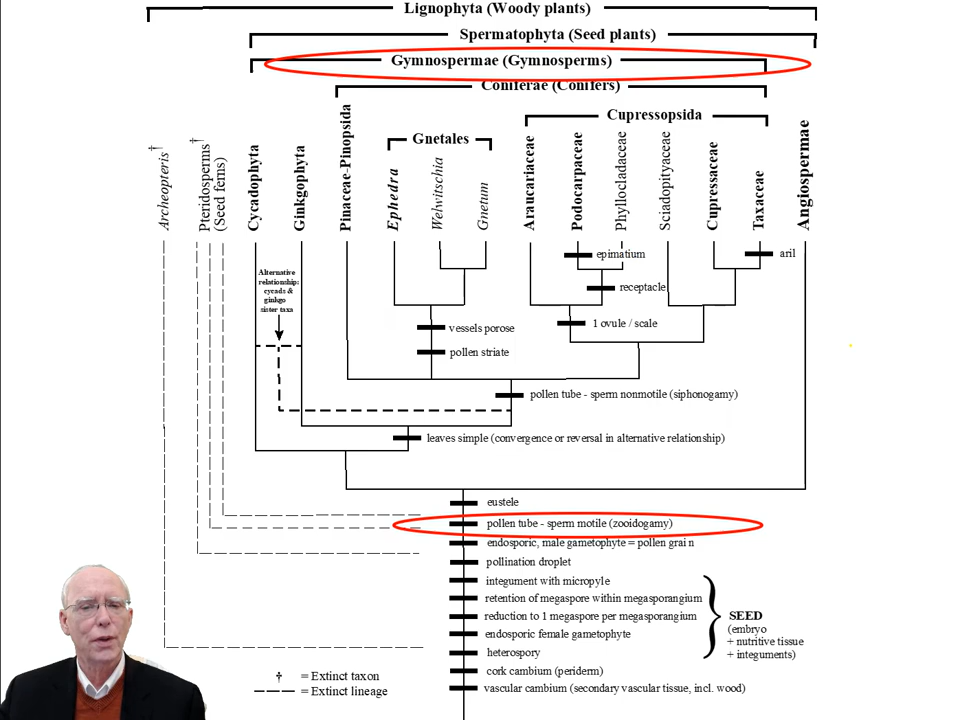 Lignophyta (Woody plants)
Spermatophyta (Seed plants)
Gymnospermae (Gymnosperms)
Coniferae (Conifers)
Cupressopsida
Gnetales
Archeopteris†
Pteridosperms†
(Seed ferns)
Cycadophyta
Ginkgophyta
Pinaceae-Pinopsida
Ephedra
Welwitschia
Gnetum
Araucariaceae
Podocarpaceae
Phyllocladaceae
Sciadopityaceae
Cupressaceae
Taxaceae
Angiospermae
epimatium
aril
Alternative
relationship:
cycads &
ginkgo
sister taxa
receptacle
vessels porose
1 ovule / scale
pollen striate
pollen tube - sperm nonmotile (siphonogamy)
leaves simple (convergence or reversal in alternative relationship)
eustele
pollen tube - sperm motile (zooidogamy)
endosporic, male gametophyte = pollen grain
pollination droplet
integument with micropyle
retention of megaspore within megasporangium
reduction to 1 megaspore per megasporangium
endosporic female gametophyte
heterospory
SEED
(embryo
+ nutritive tissue
+ integuments)
cork cambium (periderm)
vascular cambium (secondary vascular tissue, incl. wood)
† = Extinct taxon
= Extinct lineage